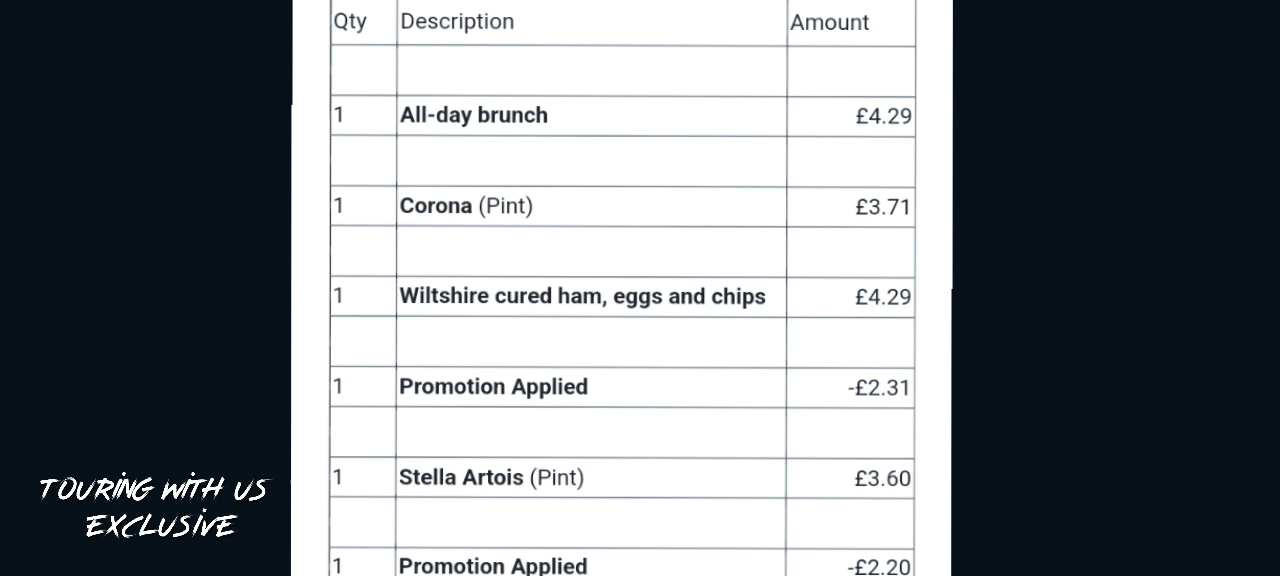 Qty Description Amount
1 All-day brunch £4.29
1 Corona (Pint) £3.71
1 Wiltshire cured ham, eggs and chips £4.29
1 Promotion Applied -£2.31
1 Stella Artois (Pint) £3.60
1 Promotion Applied -£2.20
TOURING WITH US
EXCLUSIVE